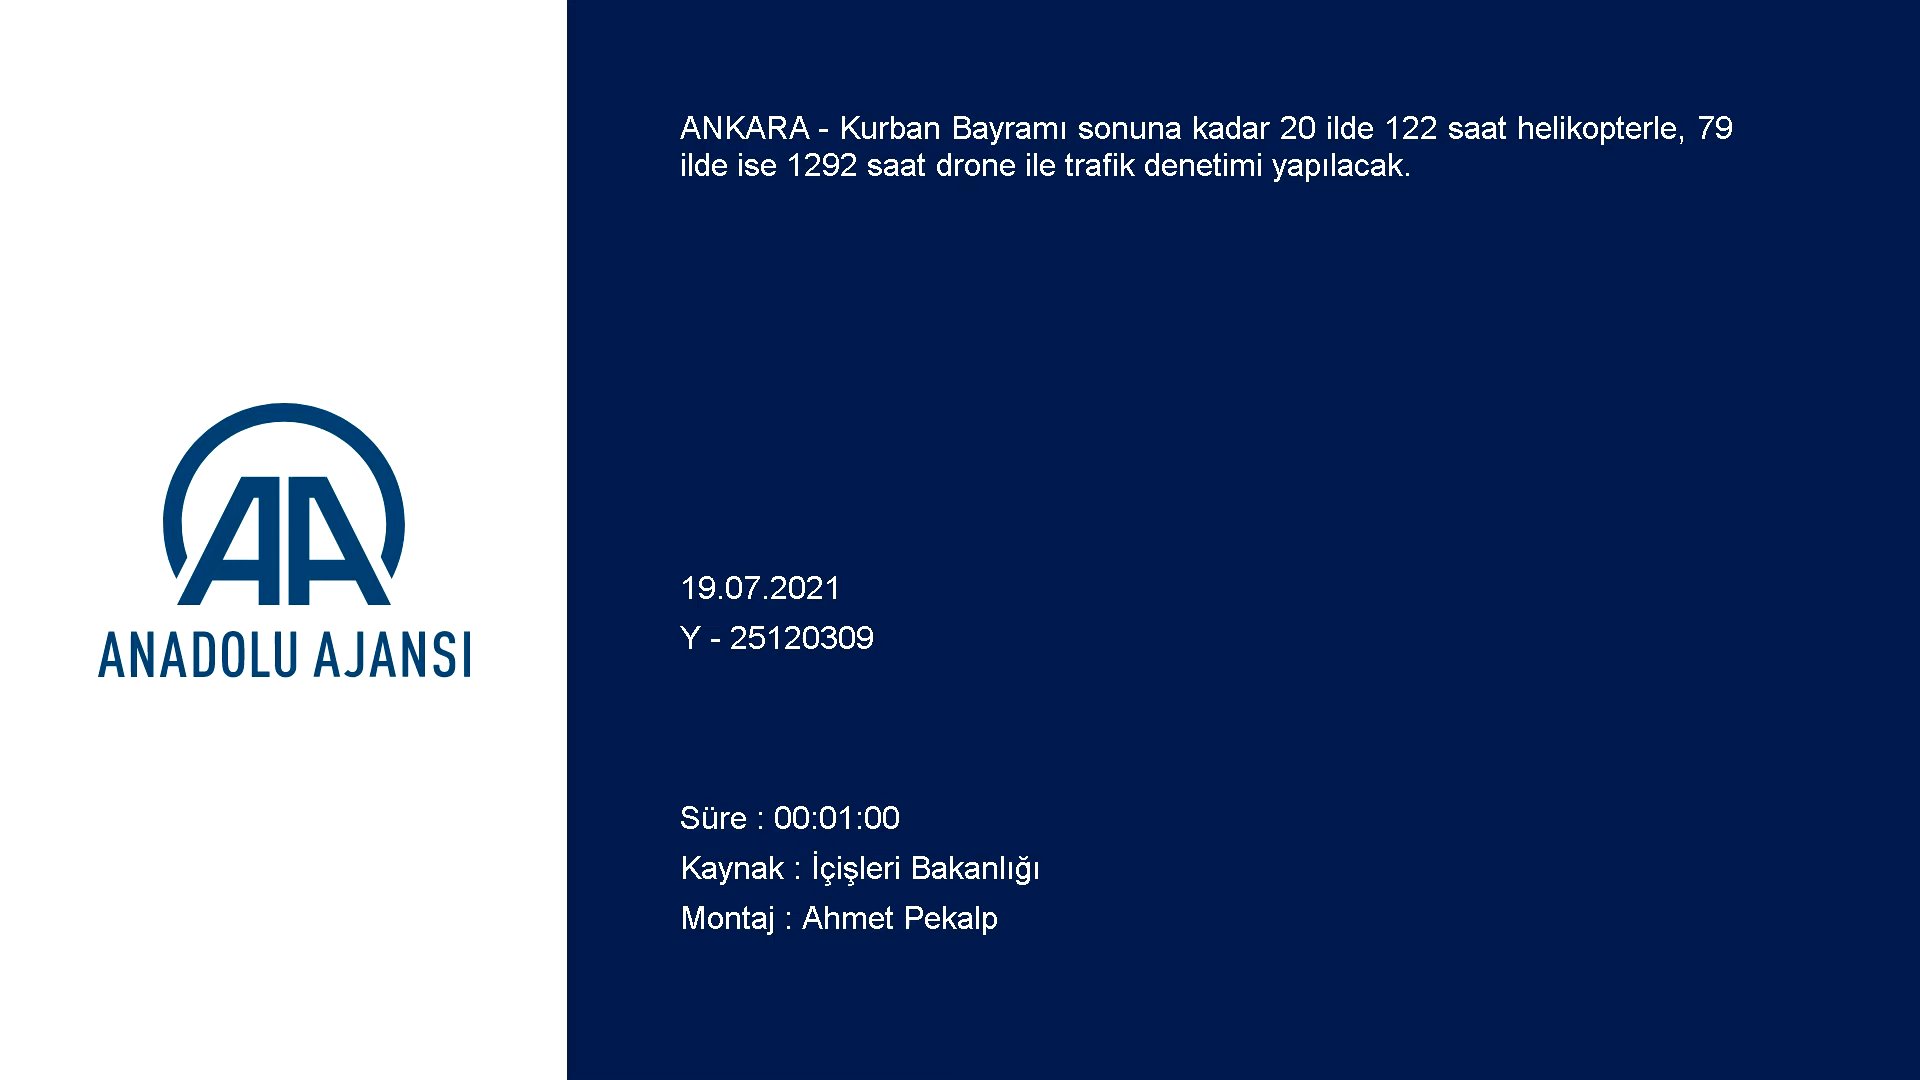 ANKARA - Kurban Bayramı sonuna kadar 20 ilde 122 saat helikopterle, 79
ilde ise 1292 saat drone ile trafik denetimi yapılacak.
AA
ANADOLU AJANSI
19.07.2021
Y - 25120309
Süre : 00:01:00
Kaynak : İçişleri Bakanlığı
Montaj : Ahmet Pekalp